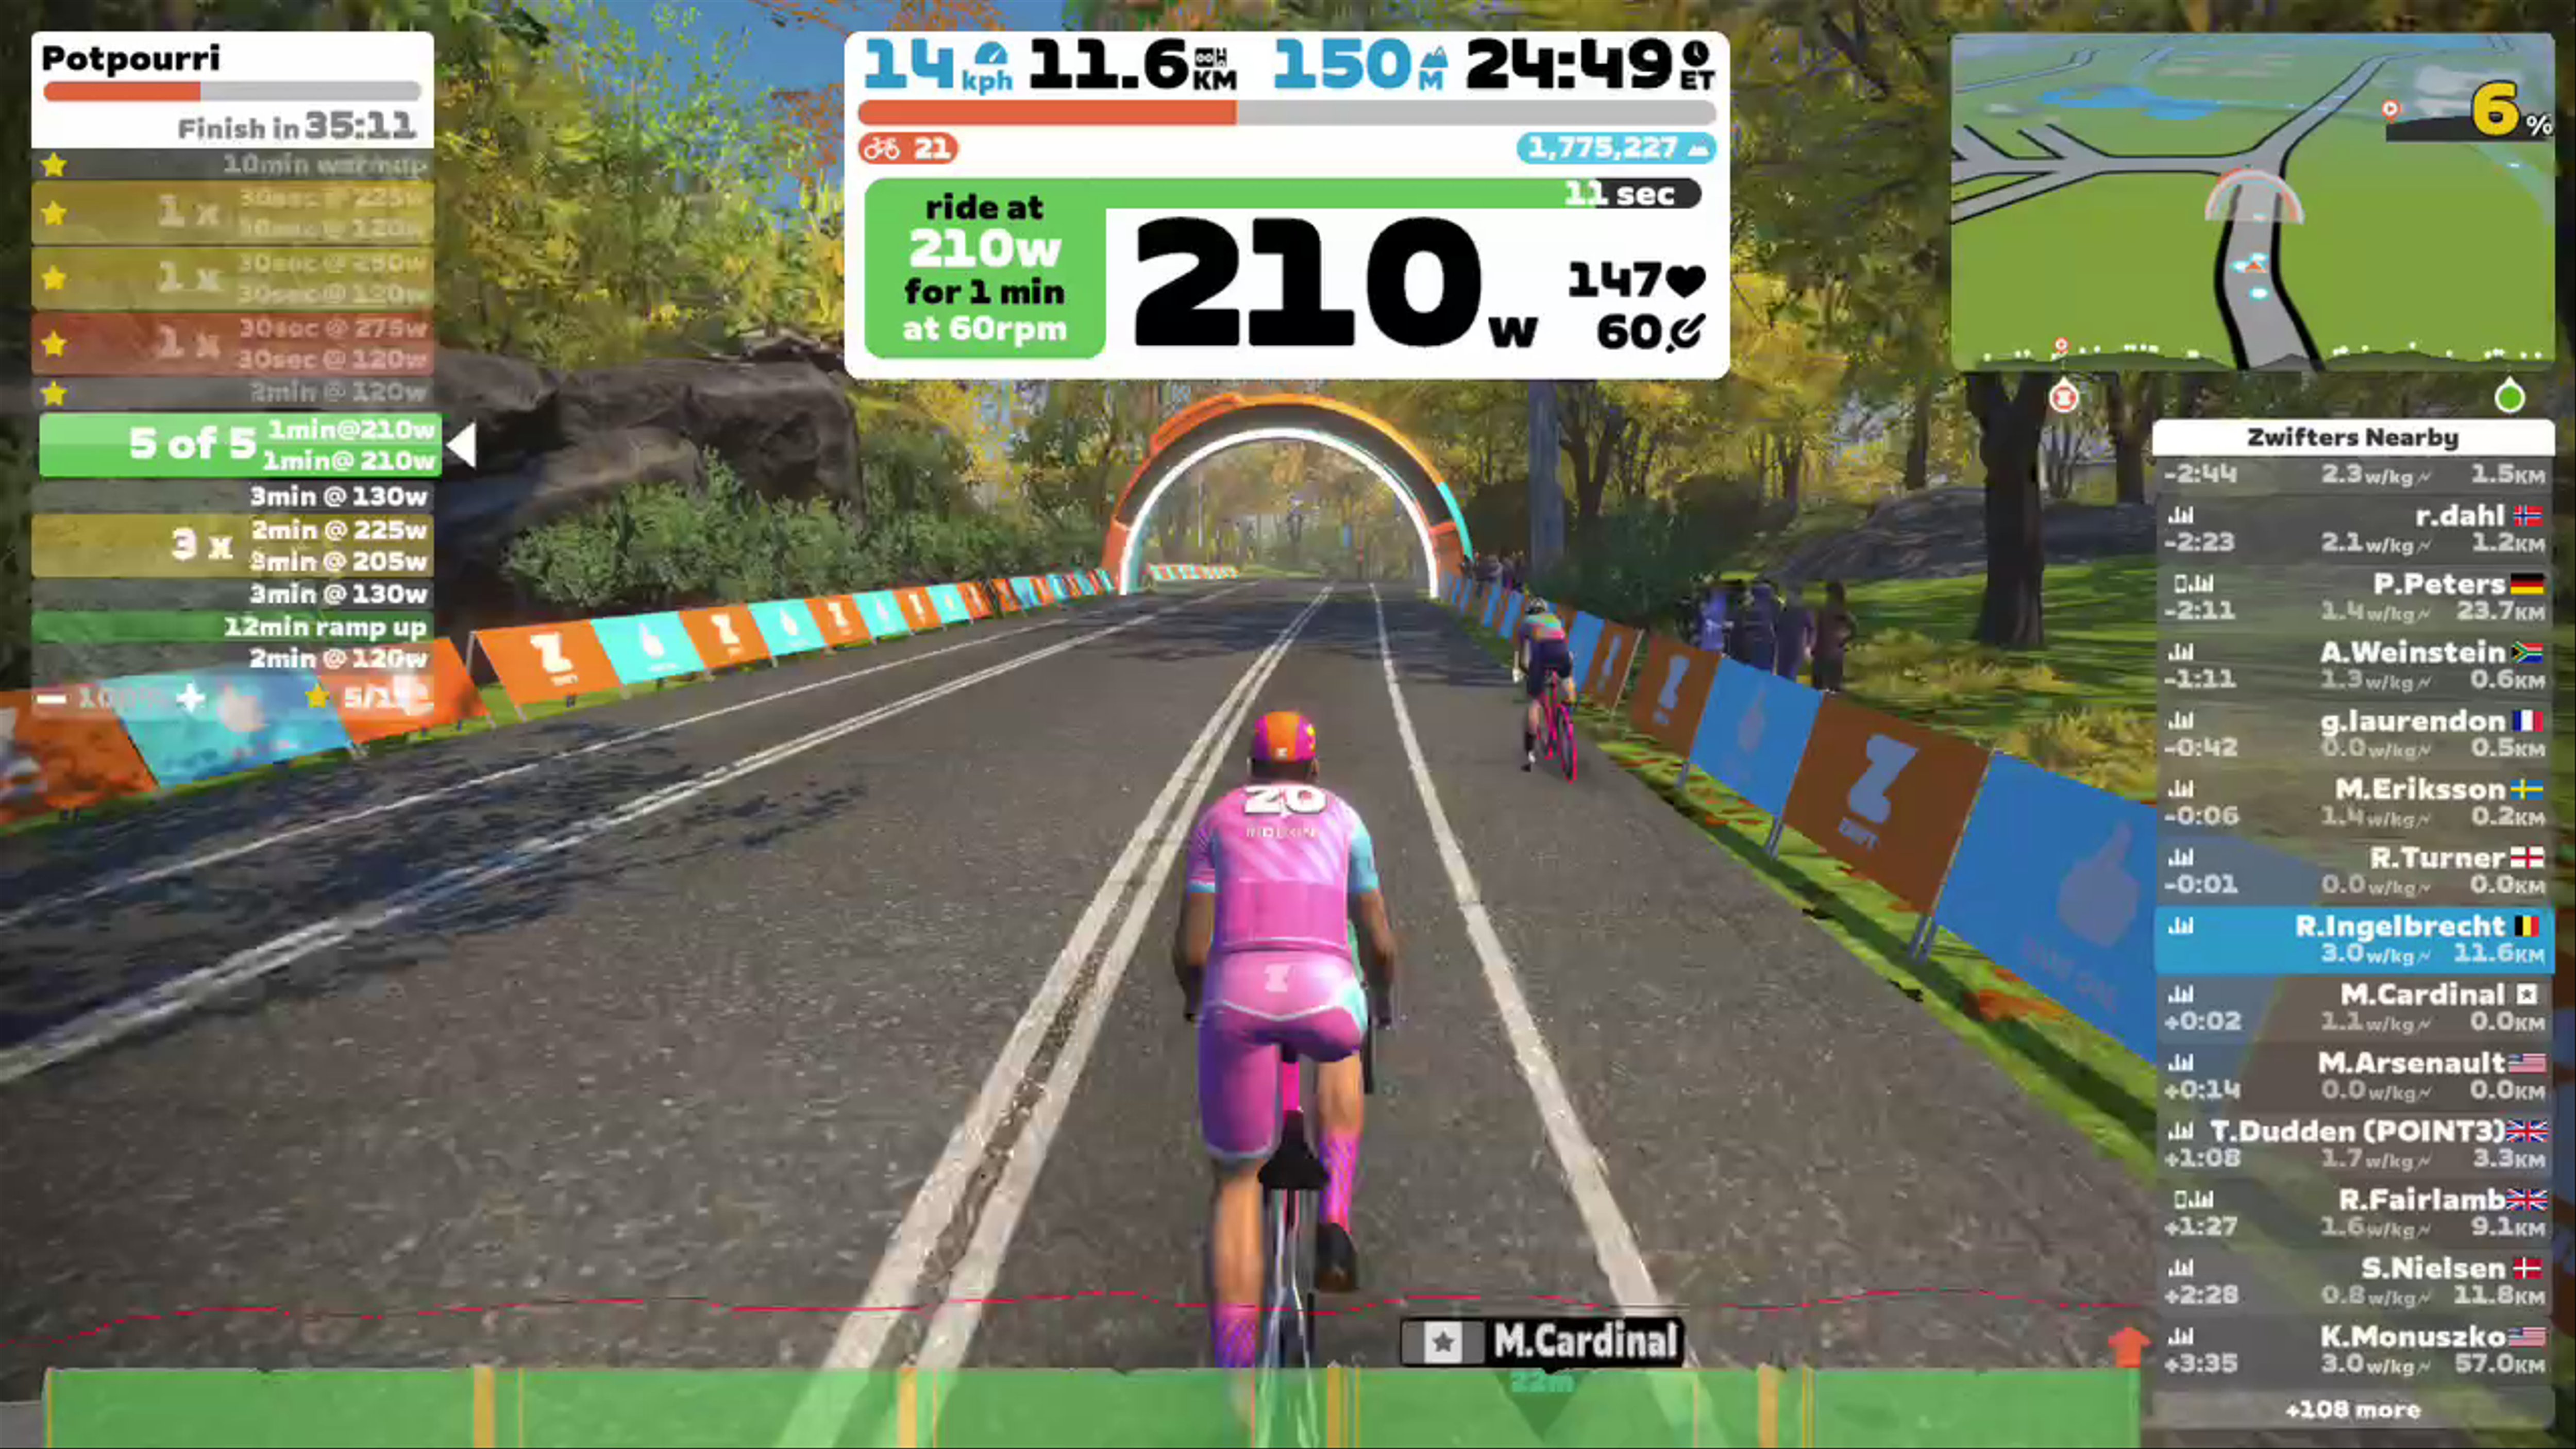 Potpourri
Finish in 35:11
10min warmup
1 x 30sec @ 225w
30sec @ 120w
1 x 30sec @ 250w
30sec @ 120w
1 x 30sec @ 275w
30sec @ 120w
2min @ 120w
5 of 5 1min@210w
1min@ 210w
3min @ 130w
3 x 2min @ 225w
3min @ 205w
3min @ 130w
12min ramp up
2min @ 120w
100%
14 kph 11.6 KM 150 M 24:49 ET
21 1,775,227
11 sec
ride at
210w
for 1 min
at 60rpm
210 w
147
60
6 %
Zwifters Nearby
-2:44 2.3 w/kg 1.5KM
r.dahl
-2:23 2.1 w/kg 1.2KM
P.Peters
-2:11 1.4 w/kg 23.7KM
A.Weinstein
-1:11 1.3 w/kg 0.6KM
g.laurendon
-0:42 0.0 w/kg 0.5KM
M.Eriksson
-0:06 1.4 w/kg 0.2KM
R.Turner
-0:01 0.0 w/kg 0.0KM
R.Ingelbrecht
3.0 w/kg 11.6KM
M.Cardinal
+0:02 1.1 w/kg 0.0KM
M.Arsenault
+0:14 0.0 w/kg 0.0KM
T.Dudden (POINT3)
+1:08 1.7 w/kg 3.3KM
R.Fairlamb
+1:27 1.6 w/kg 9.1KM
S.Nielsen
+2:28 0.8 w/kg 11.8KM
K.Monuszko
+3:35 3.0 w/kg 57.0KM
+108 more
ZO
M.Cardinal
22m
ZWIFT